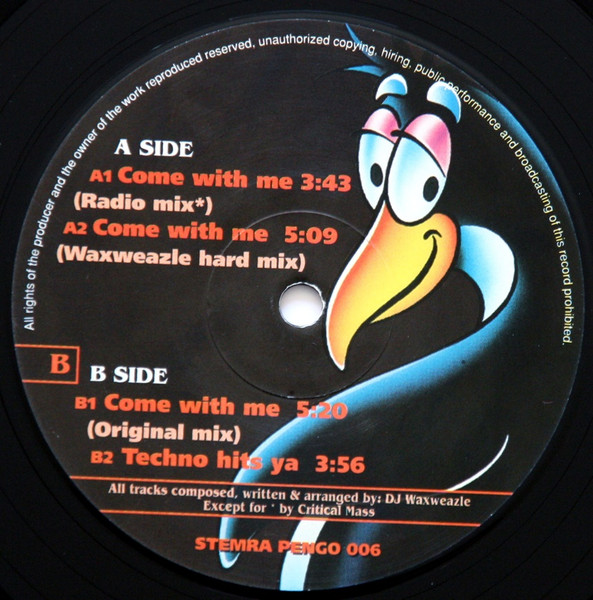 All rights of the producer and the owner of the work reproduced reserved, unauthorized copying, hiring, public performance and broadcasting of this record prohibited.
A SIDE
A1 Come with me 3:43
(Radio mix*)
A2 Come with me 5:09
(Waxweazle hard mix)
B
B SIDE
B1 Come with me 5:20
(Original mix)
B2 Techno hits ya 3:56
All tracks composed, written & arranged by: DJ Waxweazle
Except for * by Critical Mass
STEMRA PENGO 006